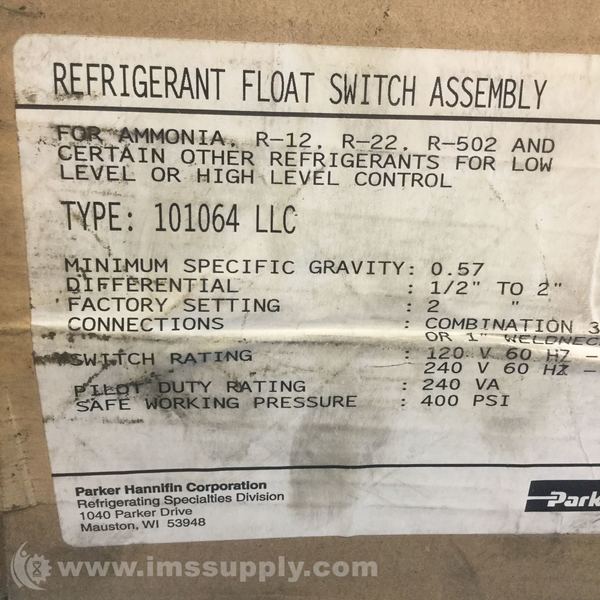 REFRIGERANT FLOAT SWITCH ASSEMBLY
FOR AMMONIA, R-12, R-22, R-502 AND
CERTAIN OTHER REFRIGERANTS FOR LOW
LEVEL OR HIGH LEVEL CONTROL
TYPE: 101064 LLC
MINIMUM SPECIFIC GRAVITY: 0.57
DIFFERENTIAL : 1/2" TO 2"
FACTORY SETTING : 2 "
CONNECTIONS : COMBINATION 3
OR 1" WELDNEC
SWITCH RATING : 120 V 60 HZ -
240 V 60 HZ -
PILOT DUTY RATING : 240 VA
SAFE WORKING PRESSURE : 400 PSI
Parker Hannifin Corporation
Refrigerating Specialties Division
1040 Parker Drive
Mauston, WI 53948
Park
www.imssupply.com